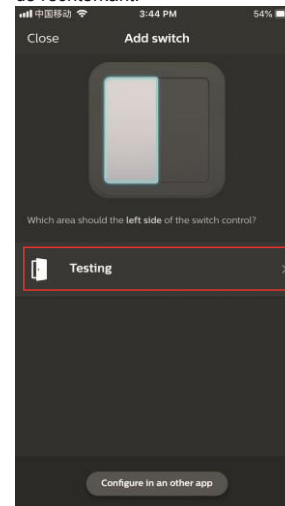 中国移动 3:44 PM 54%
Close Add switch
Which area should the left side of the switch control?
Testing
Configure in an other app